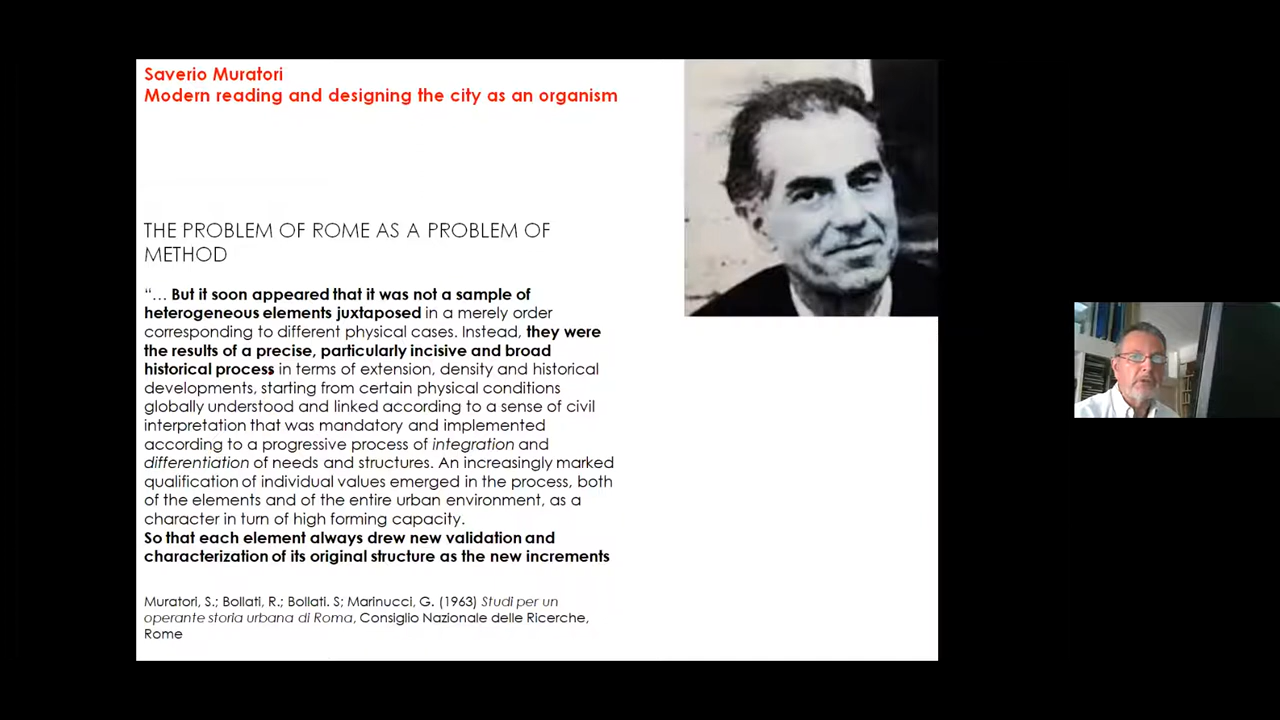 Saverio Muratori
Modern reading and designing the city as an organism
THE PROBLEM OF ROME AS A PROBLEM OF
METHOD
“… But it soon appeared that it was not a sample of
heterogeneous elements juxtaposed in a merely order
corresponding to different physical cases. Instead, they were
the results of a precise, particularly incisive and broad
historical process in terms of extension, density and historical
developments, starting from certain physical conditions
globally understood and linked according to a sense of civil
interpretation that was mandatory and implemented
according to a progressive process of integration and
differentiation of needs and structures. An increasingly marked
qualification of individual values emerged in the process, both
of the elements and of the entire urban environment, as a
character in turn of high forming capacity.
So that each element always drew new validation and
characterization of its original structure as the new increments
Muratori, S.; Bollati, R.; Bollati. S; Marinucci, G. (1963) Studi per un
operante storia urbana di Roma, Consiglio Nazionale delle Ricerche,
Rome